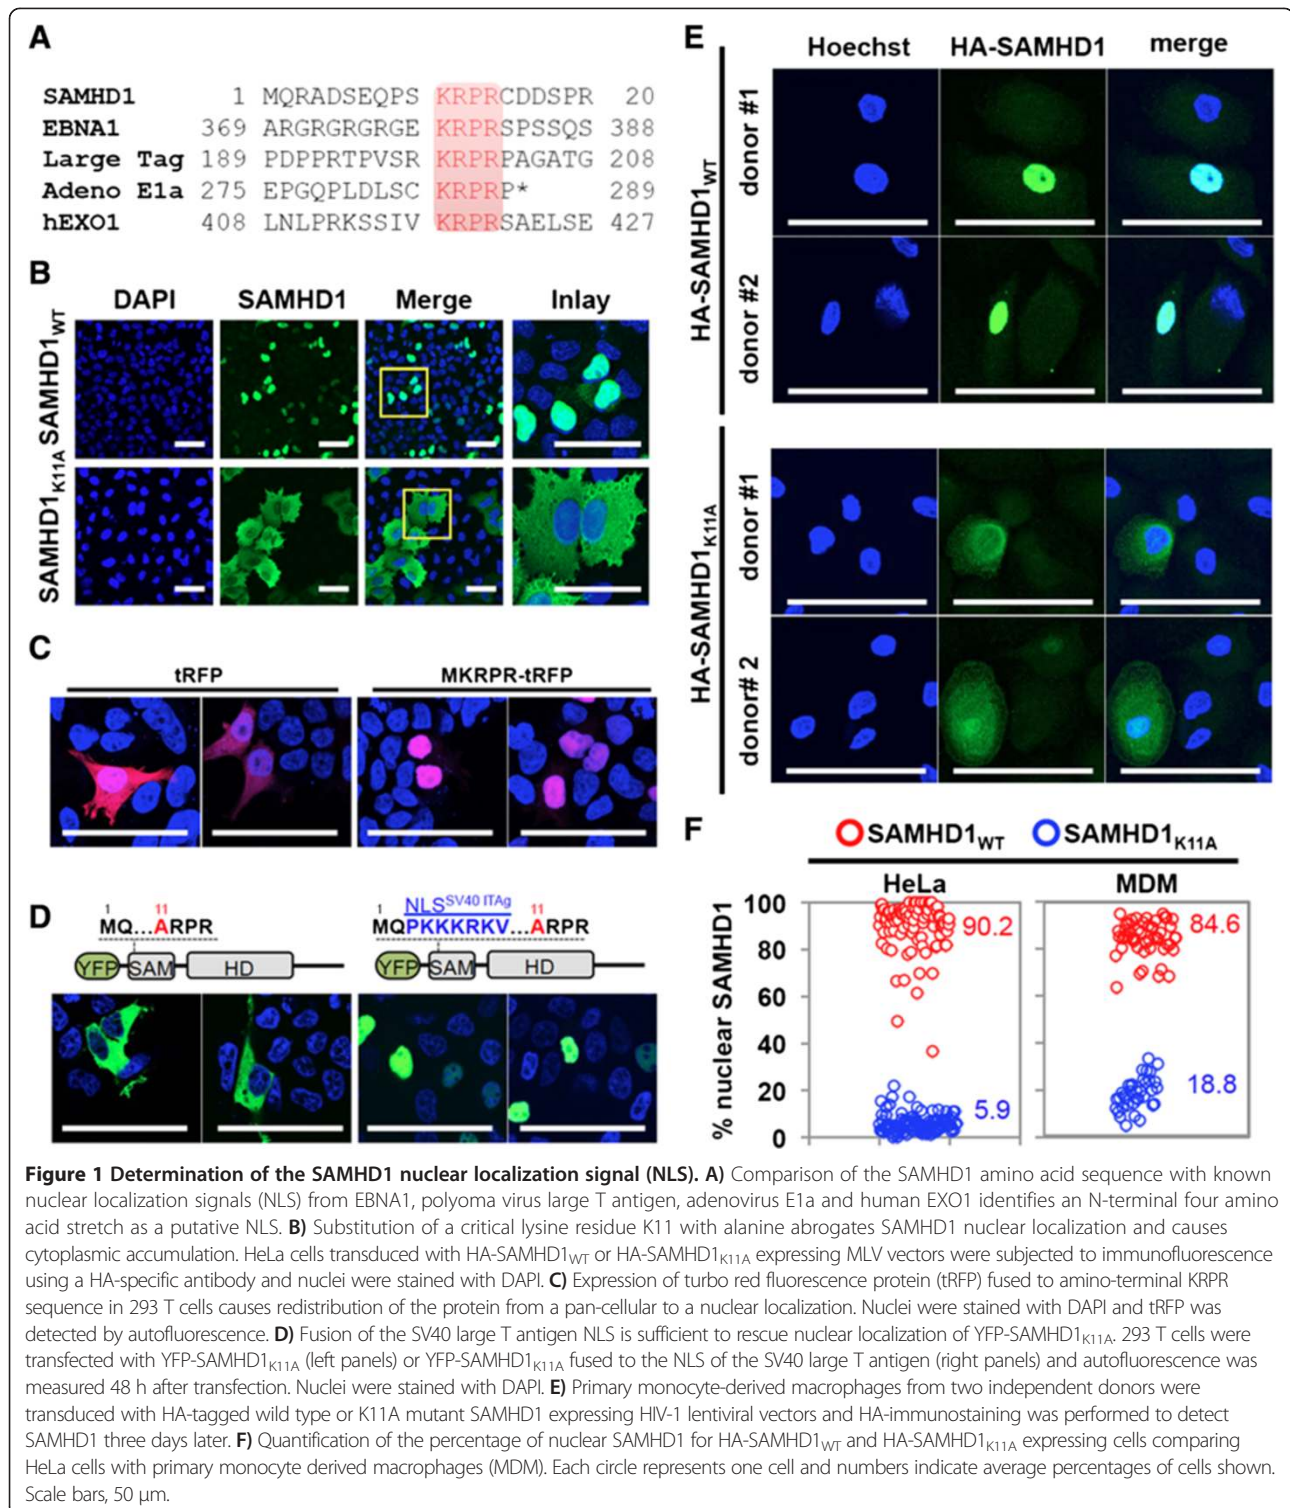 A
SAMHD1 1 MQRADSEQPS KRPRCDDSPR 20
EBNA1 369 ARGRGRGRGE KRPRSPSSQS 388
Large Tag 189 PDPPRTPVSR KRPRPAGATG 208
Adeno E1a 275 EPGQPLDLSC KRPRP* 289
hEXO1 408 LNLPRKSSIV KRPRSAELSE 427
B
DAPI SAMHD1 Merge Inlay
SAMHD1WT
SAMHD1K11A
C
tRFP MKRPR-tRFP
D
1 11
MQ...ARPR
YFP SAM HD
NLSSV40 lTAg
1 11
MQPKKKRKV...ARPR
YFP SAM HD
E
Hoechst HA-SAMHD1 merge
HA-SAMHD1WT
donor #1
donor #2
HA-SAMHD1K11A
donor #1
donor# 2
F
SAMHD1WT SAMHD1K11A
HeLa MDM
% nuclear SAMHD1
100
80
60
40
20
0
90.2
5.9
84.6
18.8
Figure 1 Determination of the SAMHD1 nuclear localization signal (NLS). A) Comparison of the SAMHD1 amino acid sequence with known
nuclear localization signals (NLS) from EBNA1, polyoma virus large T antigen, adenovirus E1a and human EXO1 identifies an N-terminal four amino
acid stretch as a putative NLS. B) Substitution of a critical lysine residue K11 with alanine abrogates SAMHD1 nuclear localization and causes
cytoplasmic accumulation. HeLa cells transduced with HA-SAMHD1WT or HA-SAMHD1K11A expressing MLV vectors were subjected to immunofluorescence
using a HA-specific antibody and nuclei were stained with DAPI. C) Expression of turbo red fluorescence protein (tRFP) fused to amino-terminal KRPR
sequence in 293 T cells causes redistribution of the protein from a pan-cellular to a nuclear localization. Nuclei were stained with DAPI and tRFP was
detected by autofluorescence. D) Fusion of the SV40 large T antigen NLS is sufficient to rescue nuclear localization of YFP-SAMHD1K11A. 293 T cells were
transfected with YFP-SAMHD1K11A (left panels) or YFP-SAMHD1K11A fused to the NLS of the SV40 large T antigen (right panels) and autofluorescence was
measured 48 h after transfection. Nuclei were stained with DAPI. E) Primary monocyte-derived macrophages from two independent donors were
transduced with HA-tagged wild type or K11A mutant SAMHD1 expressing HIV-1 lentiviral vectors and HA-immunostaining was performed to detect
SAMHD1 three days later. F) Quantification of the percentage of nuclear SAMHD1 for HA-SAMHD1WT and HA-SAMHD1K11A expressing cells comparing
HeLa cells with primary monocyte derived macrophages (MDM). Each circle represents one cell and numbers indicate average percentages of cells shown.
Scale bars, 50 μm.